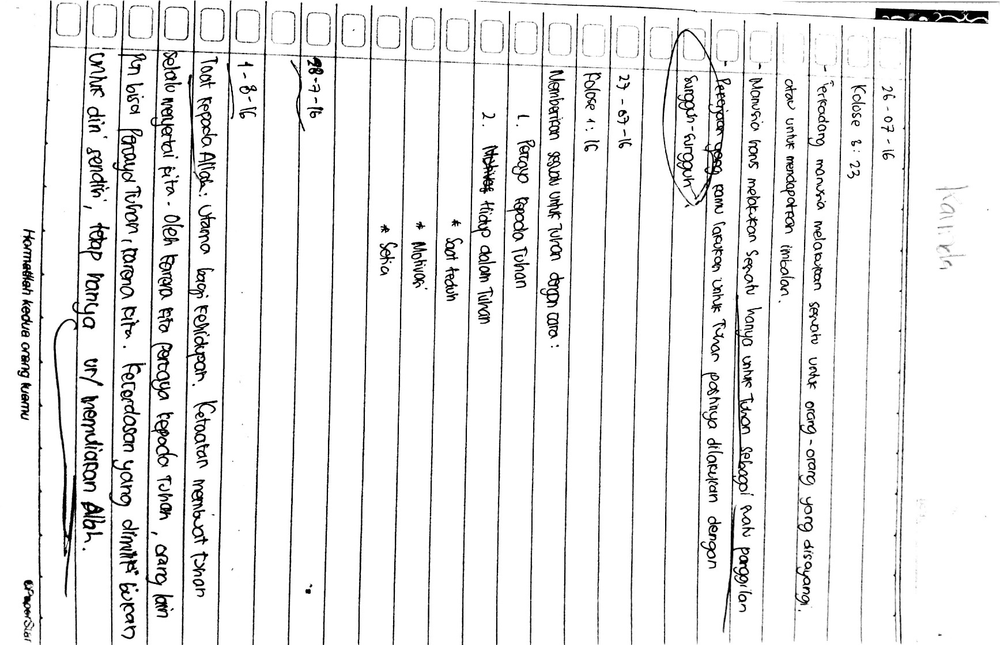 Kainda
26-07-16
Kolose 3:23
- Terkadang manusia melakukan sesuatu untuk orang-orang yang disayangi.
atau untuk mendapatkan imbalan.
- Manusia harus melakukan sesuatu hanya untuk Tuhan sebagai suatu panggilan
- Pekerjaan yang kamu lakukan untuk Tuhan pastinya dilakukan dengan
sungguh-sungguh.
27-07-16
Kolose 1:16
Memberikan sesuatu untuk Tuhan dengan cara :
1. Percaya kepada Tuhan
2. Hidup dalam Tuhan
* Saat teduh
* Motivasi
* Setia
28-7-16
1-8-16
Taat kepada Allah: Utama bagi kehidupan. Ketaatan membuat Tuhan
selalu menyertai kita. Oleh karena kita percaya kepada Tuhan, orang lain
pun bisa percaya Tuhan, karena kita. Kecerdasan yang dimiliki bukan
untuk diri sendiri, tetap hanya un/ memuliakan Allah.
Hormatilah kedua orang tuamu
PaperStar